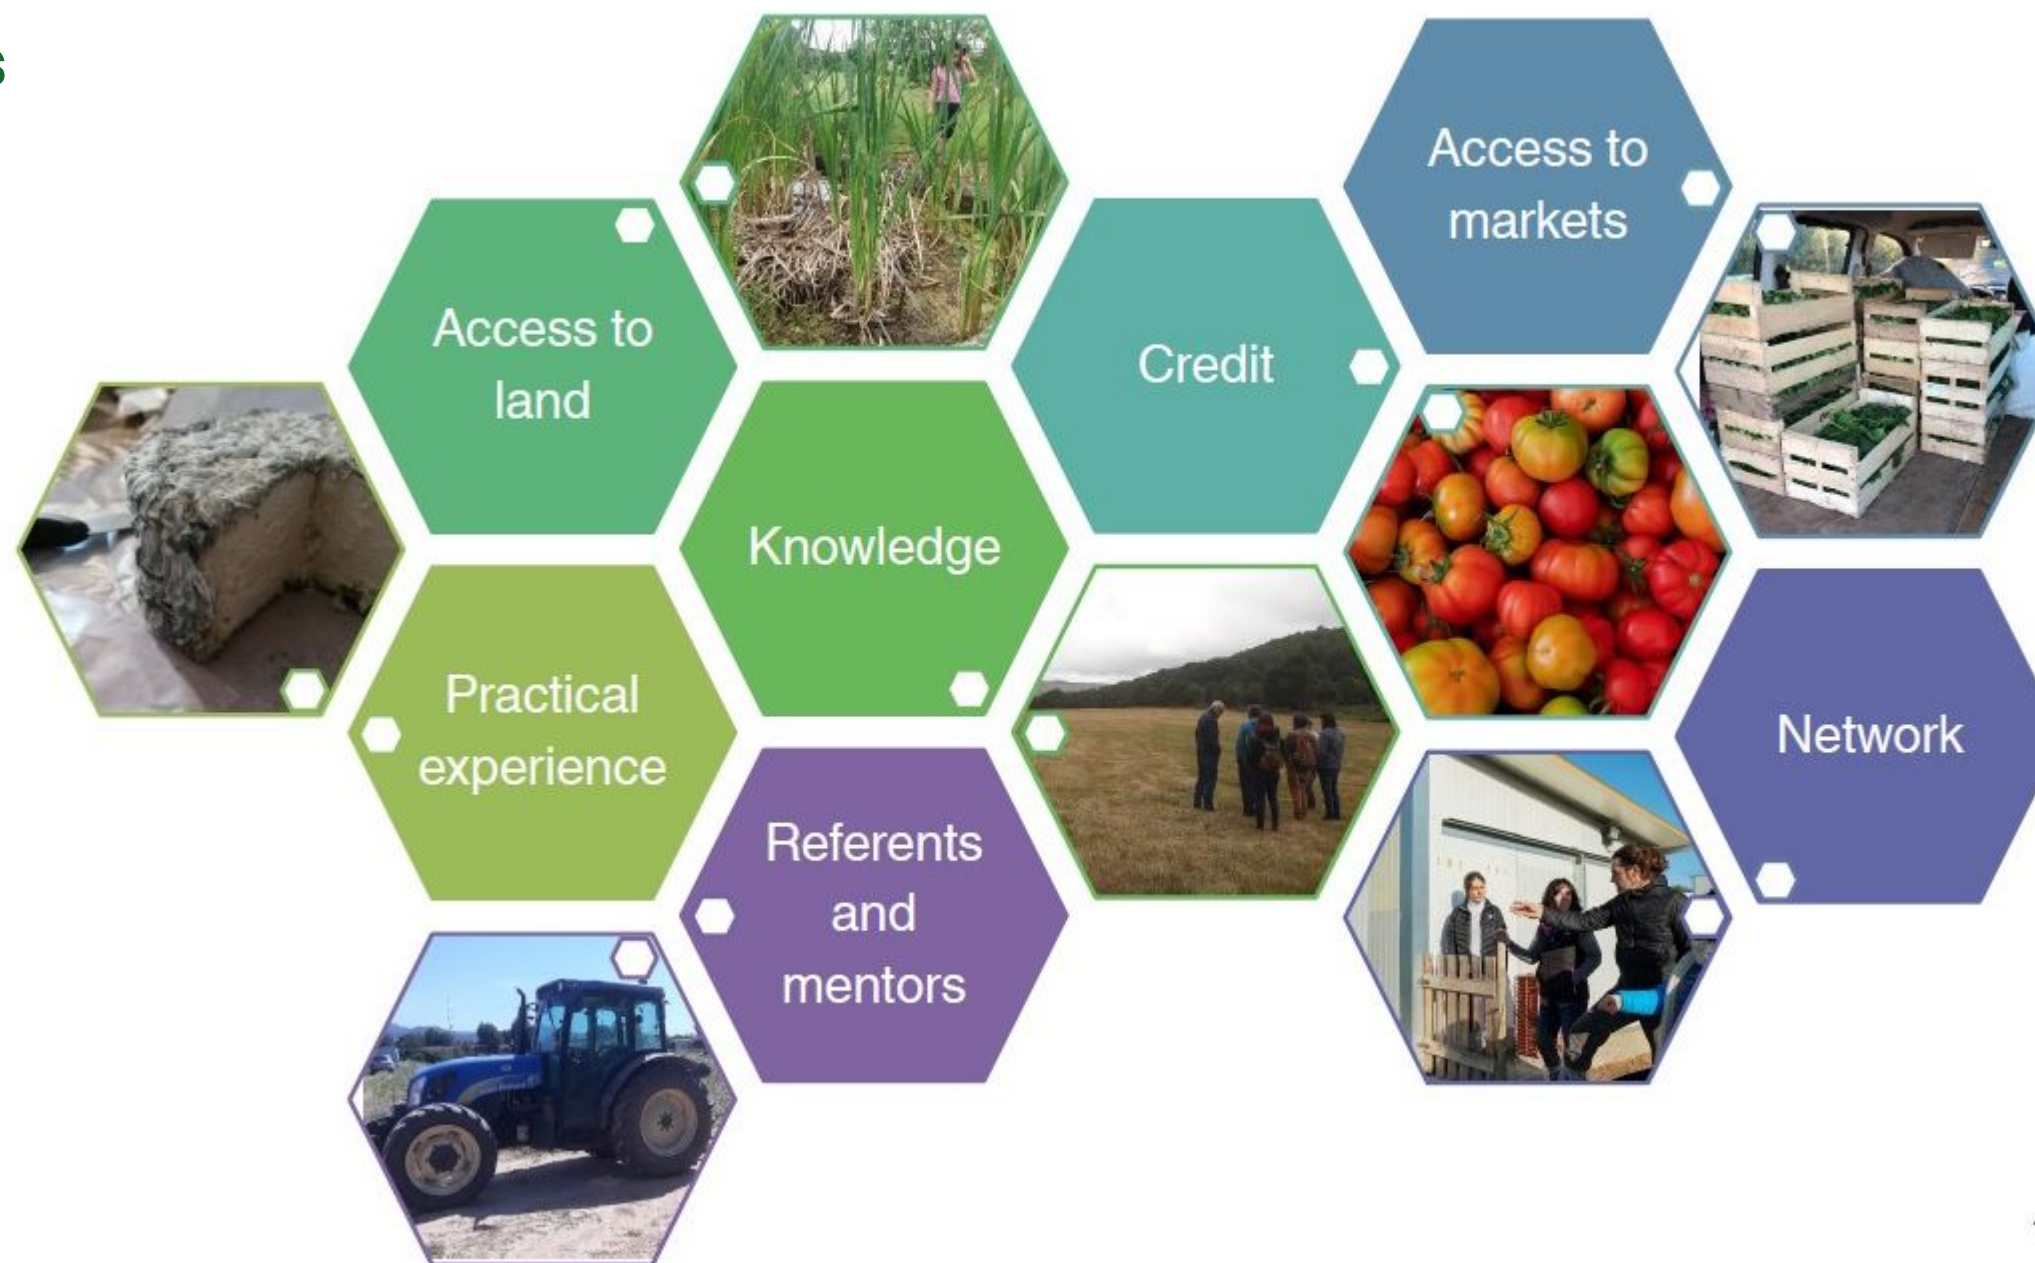 s
Access to
markets
Access to
land
Credit
Knowledge
Practical
experience
Network
Referents
and
mentors